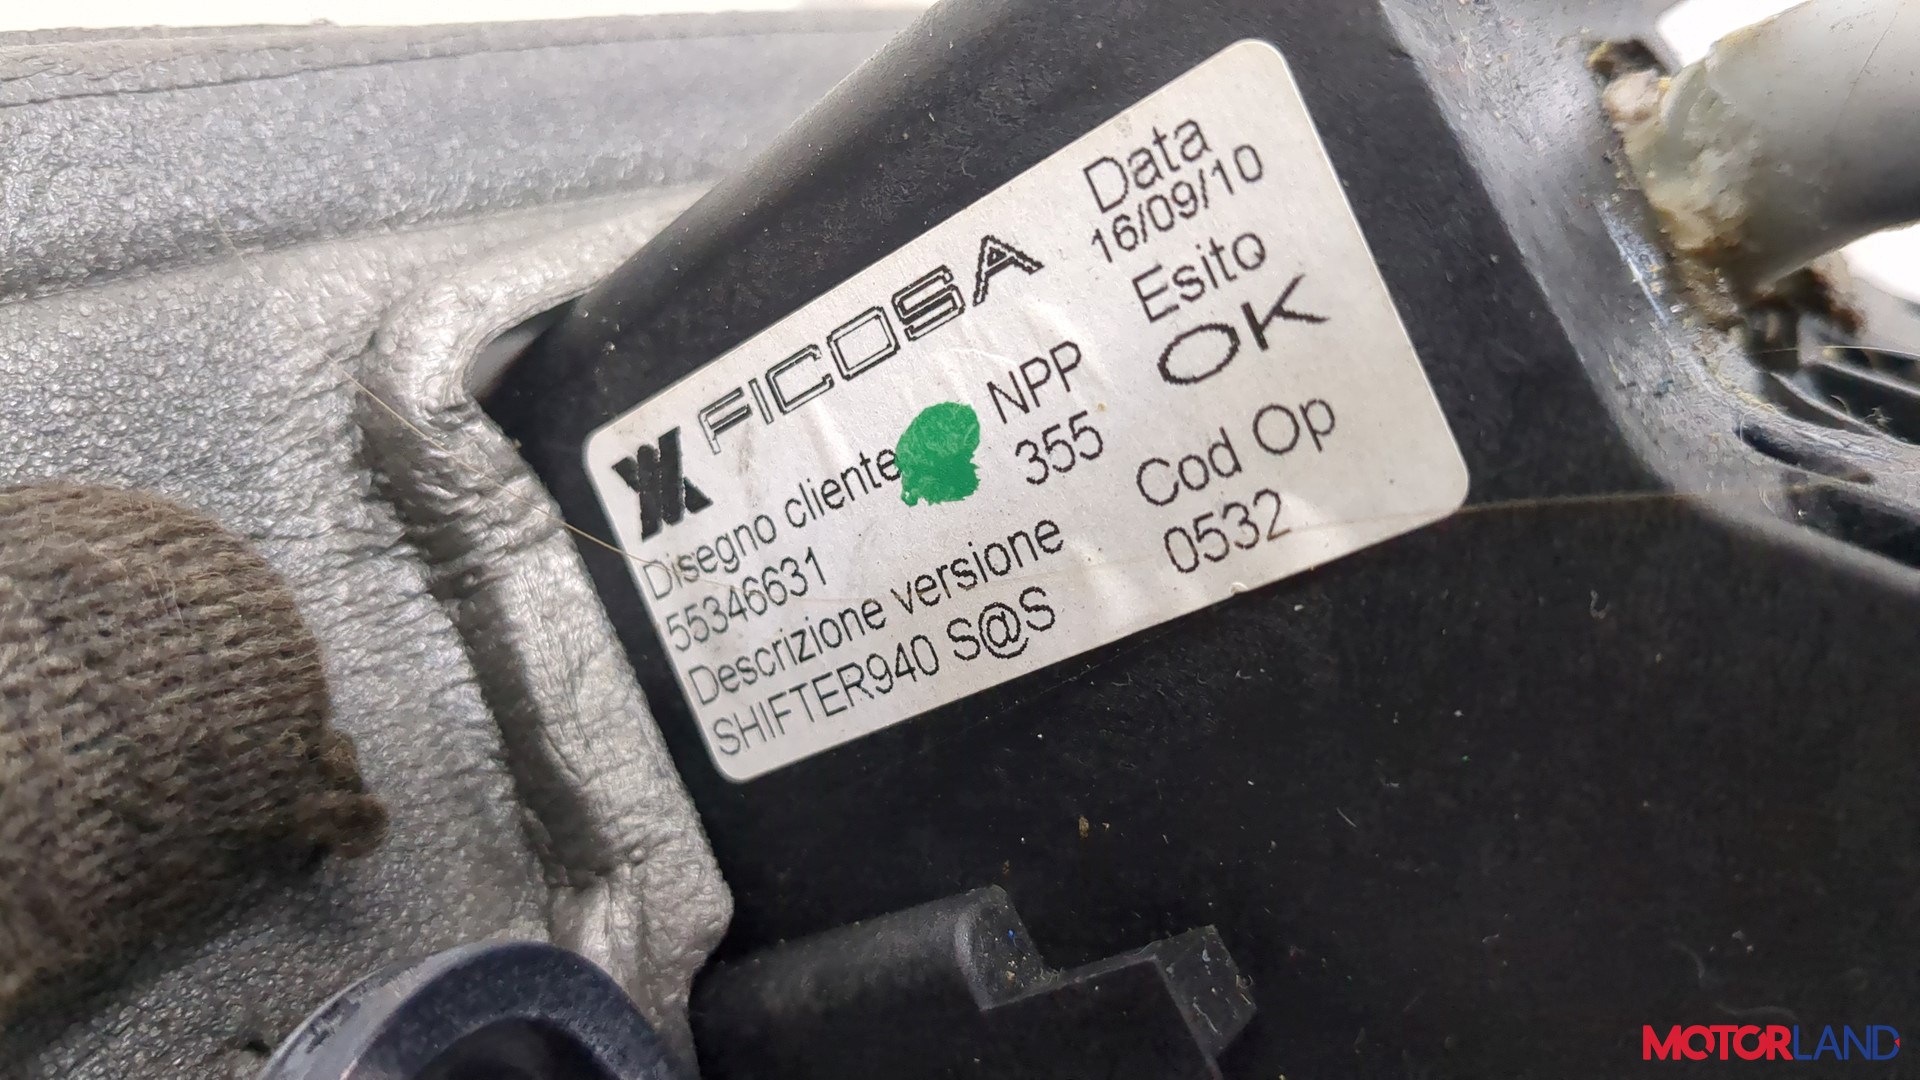 FICOSA
Data
16/09/10
Disegno cliente
55346631
NPP
355
Esito
OK
Descrizione versione
SHIFTER940 S@S
Cod Op
0532
MOTORLAND